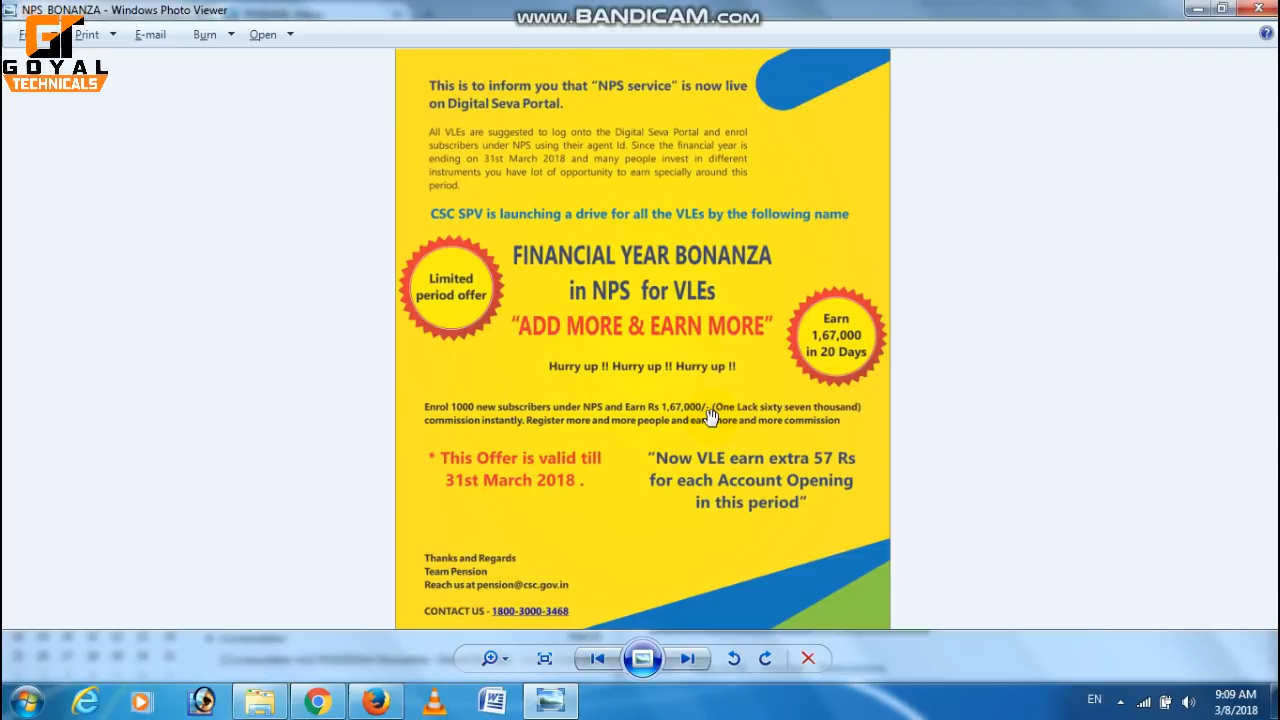 NPS_BONANZA - Windows Photo Viewer
WWW.BANDICAM.COM
Print
E-mail
Burn
Open
GT
GOYAL
TECHNICALS
This is to inform you that “NPS service” is now live
on Digital Seva Portal.
All VLEs are suggested to log onto the Digital Seva Portal and enrol
subscribers under NPS using their agent Id. Since the financial year is
ending on 31st March 2018 and many people invest in different
instruments you have lot of opportunity to earn specially around this
period.
CSC SPV is launching a drive for all the VLEs by the following name
Limited
period offer
FINANCIAL YEAR BONANZA
in NPS for VLEs
“ADD MORE & EARN MORE”
Earn
1,67,000
in 20 Days
Hurry up !! Hurry up !! Hurry up !!
Enrol 1000 new subscribers under NPS and Earn Rs 1,67,000/- (One Lack sixty seven thousand)
commission instantly. Register more and more people and earn more and more commission
* This Offer is valid till
31st March 2018 .
“Now VLE earn extra 57 Rs
for each Account Opening
in this period”
Thanks and Regards
Team Pension
Reach us at pension@csc.gov.in
CONTACT US - 1800-3000-3468
EN
9:09 AM
3/8/2018